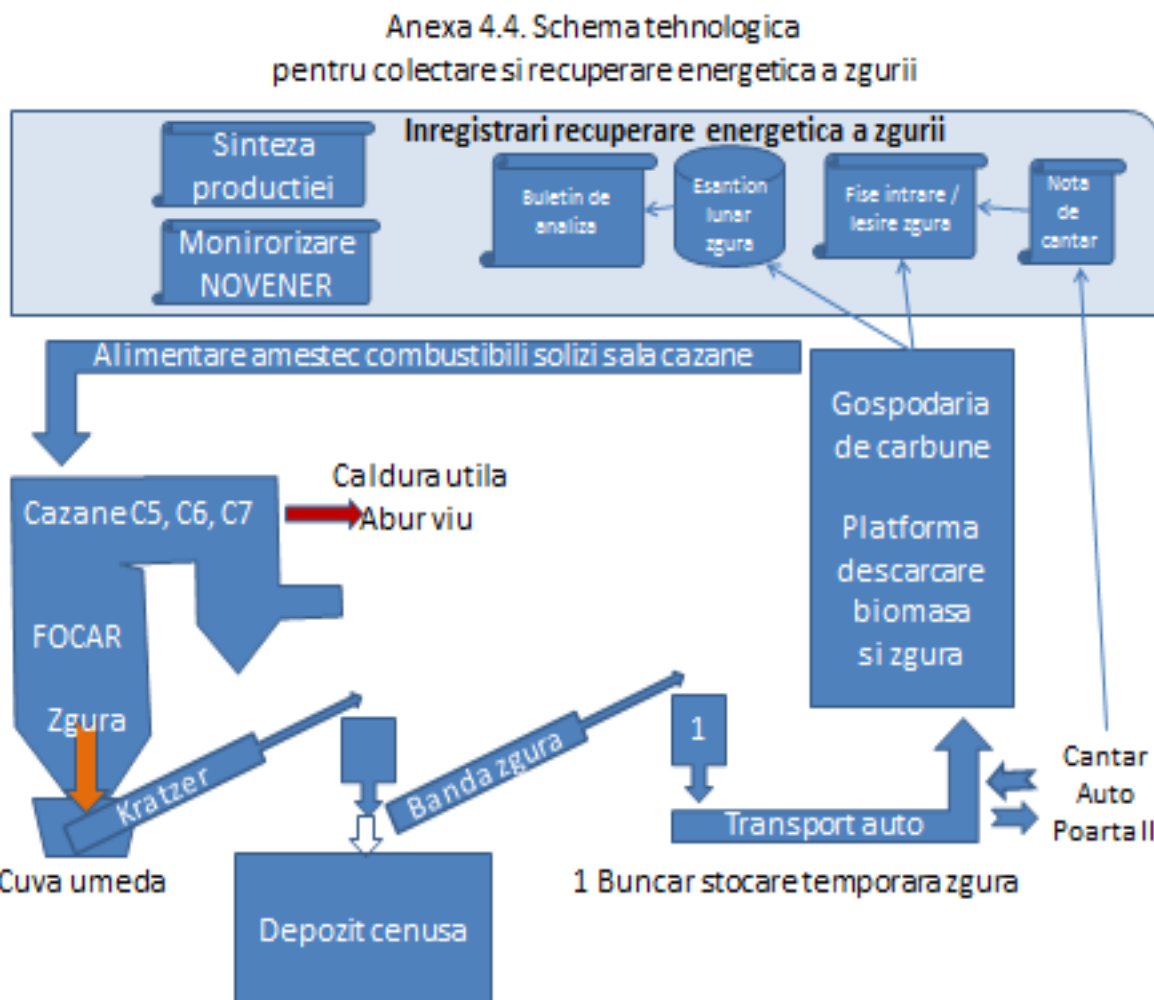 Anexa 4.4. Schema tehnologica
pentru colectare si recuperare energetica a zgurii
Inregistrari recuperare energetica a zgurii
Sinteza
productiei
Monirorizare
NOVENER
Buletin de
analiza
Esantion
lunar
zgura
Fise intrare /
Iesire zgura
Nota
de
cantar
Alimentare amestec combustibili solizi sala cazane
Gospodaria
de carbune
Platforma
descarcare
biomasa
si zgura
Cazane C5, C6, C7
Caldura utila
Abur viu
FOCAR
Zgura
Kratzer
Banda zgura
1
Transport auto
Cantar
Auto
Poarta II
Cuva umeda
1 Buncar stocare temporara zgura
Depozit cenusa